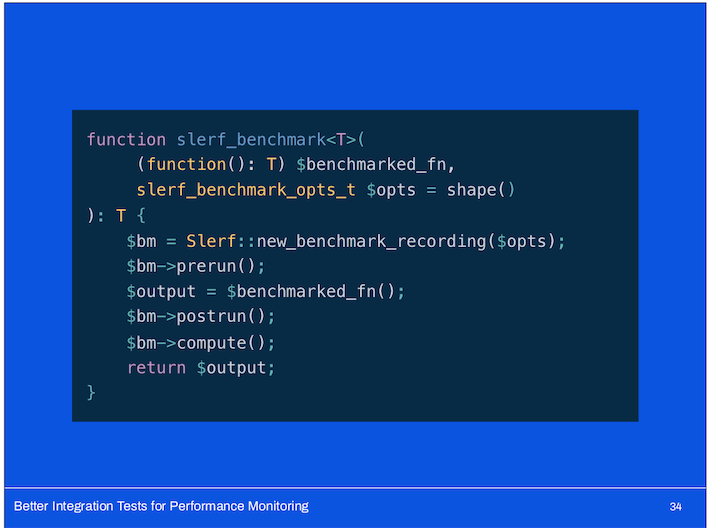 function slerf_benchmark<T>(
(function(): T) $benchmarked_fn,
slerf_benchmark_opts_t $opts = shape()
): T {
$bm = Slerf::new_benchmark_recording($opts);
$bm->prerun();
$output = $benchmarked_fn();
$bm->postrun();
$bm->compute();
return $output;
}
Better Integration Tests for Performance Monitoring
34